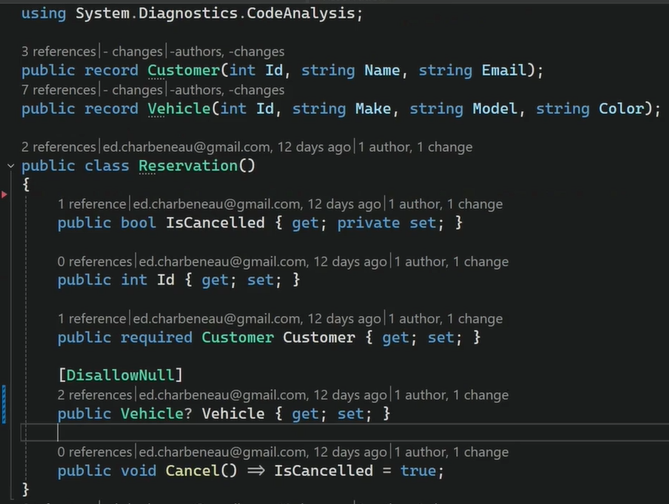 using System.Diagnostics.CodeAnalysis;
3 references|- changes|-authors, -changes
public record Customer(int Id, string Name, string Email);
7 references|- changes|-authors, -changes
public record Vehicle(int Id, string Make, string Model, string Color);
2 references|ed.charbeneau@gmail.com, 12 days ago|1 author, 1 change
public class Reservation()
{
1 reference|ed.charbeneau@gmail.com, 12 days ago|1 author, 1 change
public bool IsCancelled { get; private set; }
0 references|ed.charbeneau@gmail.com, 12 days ago|1 author, 1 change
public int Id { get; set; }
1 reference|ed.charbeneau@gmail.com, 12 days ago|1 author, 1 change
public required Customer Customer { get; set; }
[DisallowNull]
2 references|ed.charbeneau@gmail.com, 12 days ago|1 author, 1 change
public Vehicle? Vehicle { get; set; }
0 references|ed.charbeneau@gmail.com, 12 days ago|1 author, 1 change
public void Cancel() => IsCancelled = true;
}